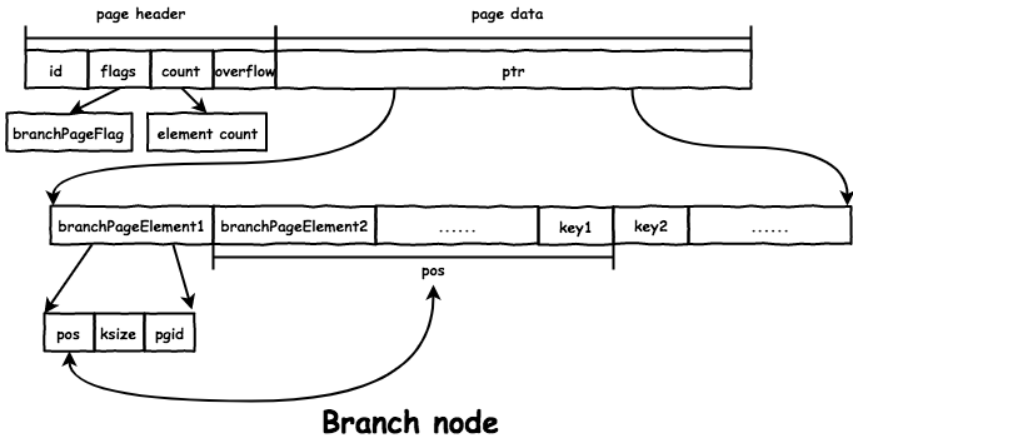 page header page data
id flags count overflow ptr
branchPageFlag element count
branchPageElement1 branchPageElement2 ...... key1 key2 ......
pos
pos ksize pgid
Branch node